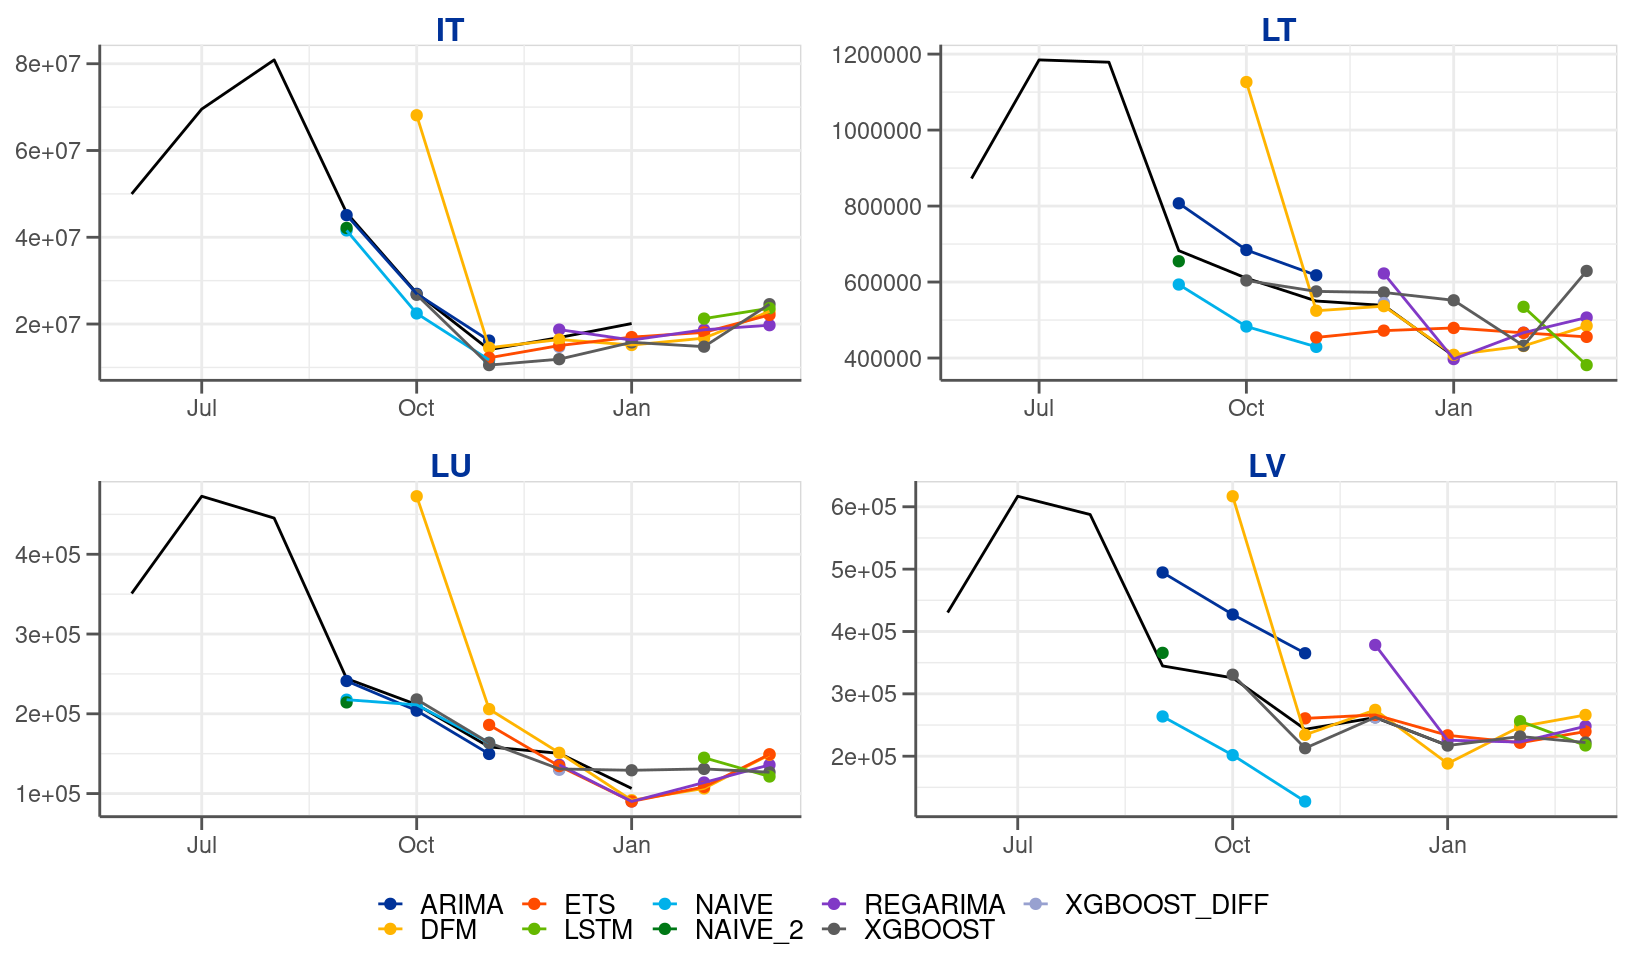 IT
8e+07
6e+07
4e+07
2e+07
Jul Oct Jan
LT
1200000
1000000
800000
600000
400000
Jul Oct Jan
LU
4e+05
3e+05
2e+05
1e+05
Jul Oct Jan
LV
6e+05
5e+05
4e+05
3e+05
2e+05
Jul Oct Jan
ARIMA ETS NAIVE REGARIMA XGBOOST_DIFF
DFM LSTM NAIVE_2 XGBOOST